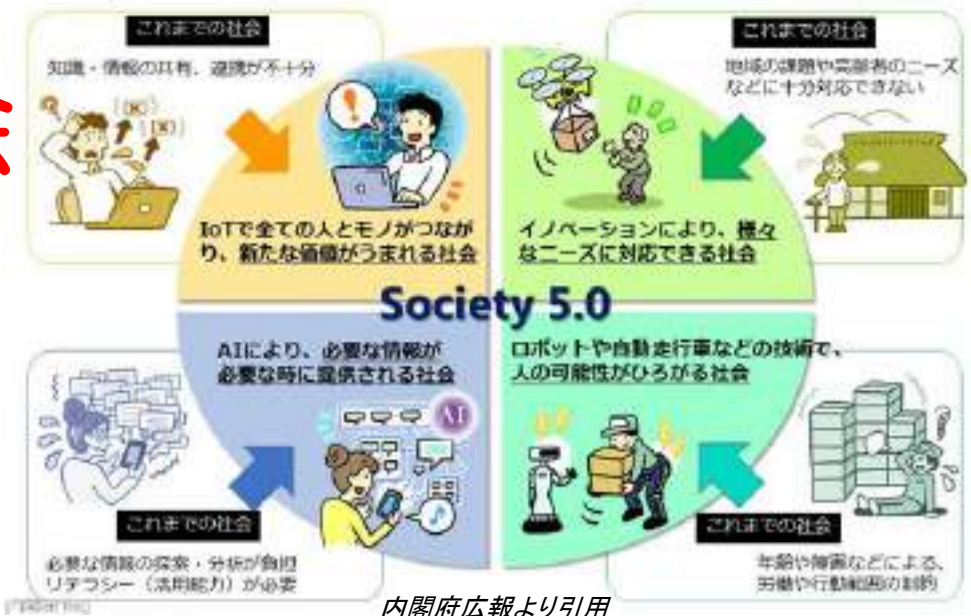 これまでの社会
知識・情報の共有、連携が不十分
IoTで全ての人とモノがつなが
り、新たな価値がうまれる社会
これまでの社会
地域の課題や高齢者のニーズ
などに十分対応できない
イノベーションにより、様々
なニーズに対応できる社会
Society 5.0
AIにより、必要な情報が
必要な時に提供される社会
AI
これまでの社会
必要な情報の探索・分析が負担
リテラシー（活用能力）が必要
ロボットや自動走行車などの技術で、
人の可能性がひろがる社会
これまでの社会
年齢や障害などによる、
労働や行動範囲の制約
内閣府広報より引用